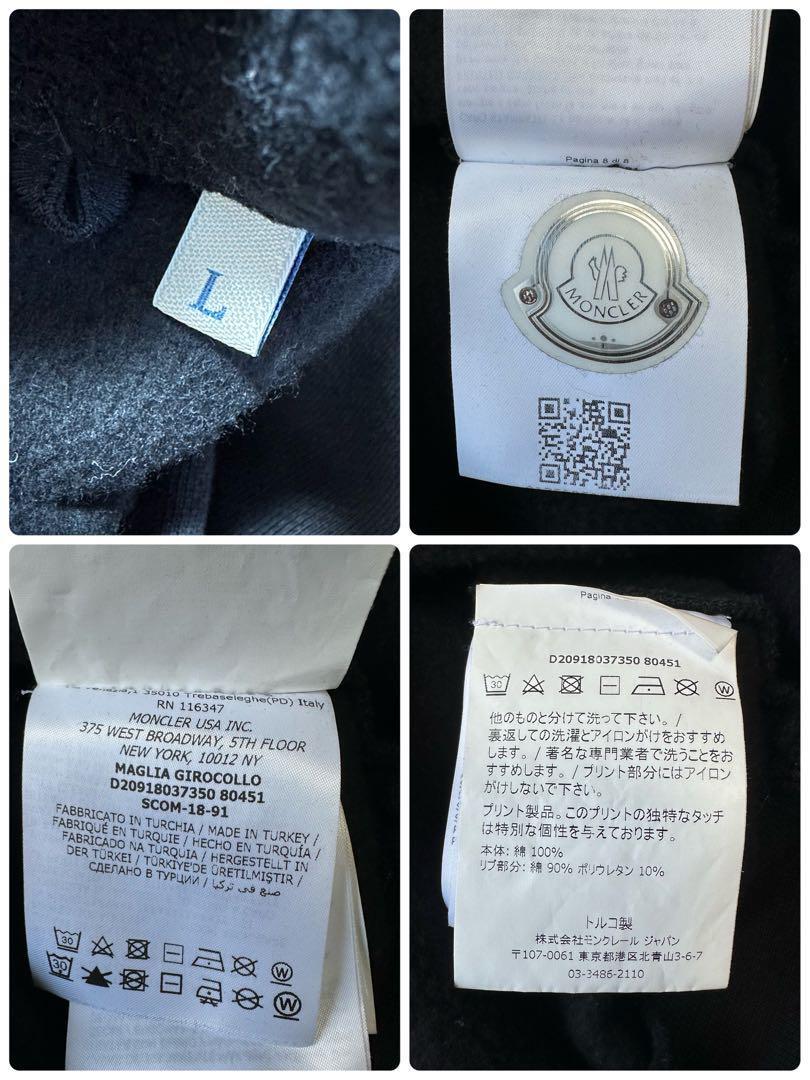 L
Pagina 8 di 8
MONCLER
35010 Trebaseleghe(PD) Italy
RN 116347
MONCLER USA INC.
375 WEST BROADWAY, 5TH FLOOR
NEW YORK, 10012 NY
MAGLIA GIROCOLLO
D20918037350 80451
SCOM-18-91
FABBRICATO IN TURCHIA / MADE IN TURKEY /
FABRIQUÉ EN TURQUIE / HECHO EN TURQUÍA /
FABRICADO NA TURQUIA / HERGESTELLT IN
DER TÜRKEI / TÜRKİYE'DE ÜRETİLMİŞTİR /
СДЕЛАНО В ТУРЦИИ / صنع في تركيا
30
30
W
W
Pagina
D20918037350 80451
30
W
他のものと分けて洗って下さい。/
裏返しての洗濯とアイロンがけをおすすめ
します。/ 著名な専門業者で洗うことをお
すすめします。/ プリント部分にはアイロン
がけしないで下さい。
プリント製品。このプリントの独特なタッチ
は特別な個性を与えております。
本体: 綿 100%
リブ部分: 綿 90% ポリウレタン 10%
トルコ製
株式会社モンクレール ジャパン
〒107-0061 東京都港区北青山3-6-7
03-3486-2110